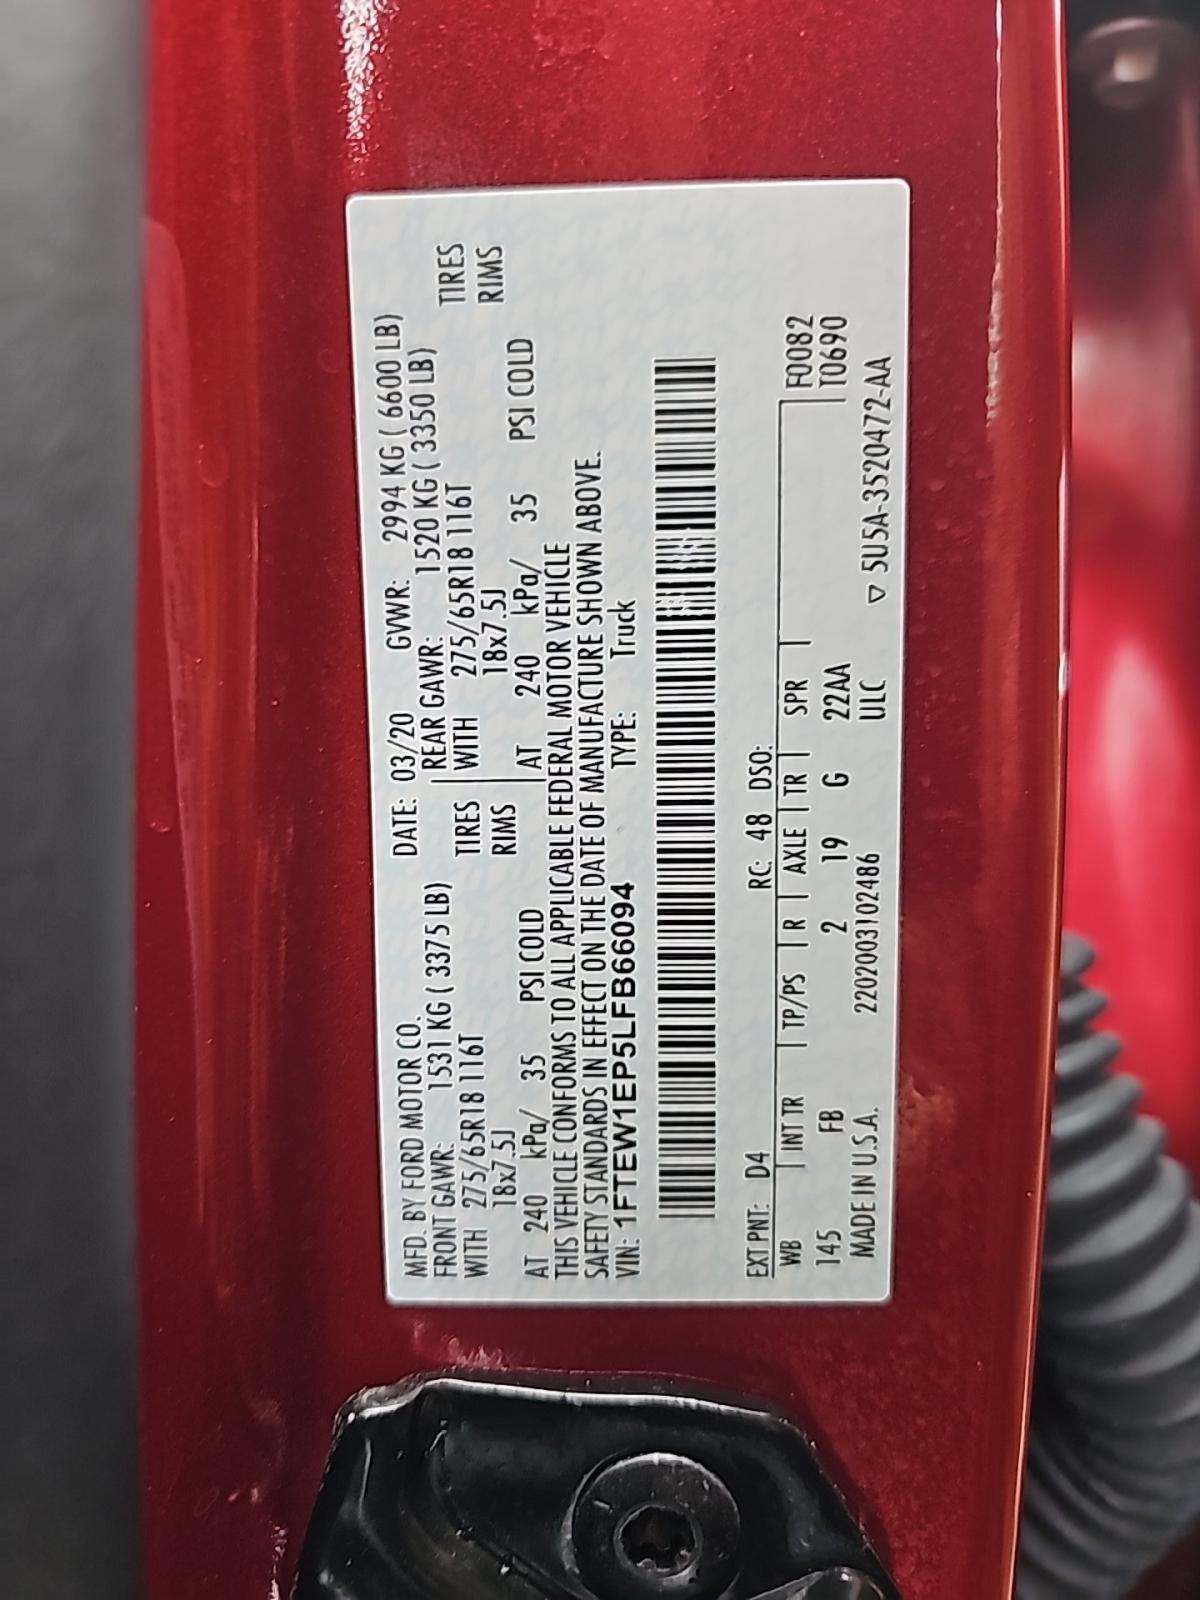 MFD. BY FORD MOTOR CO. DATE: 03/20 GVWR: 2994 KG ( 6600 LB)
FRONT GAWR: 1531 KG ( 3375 LB) REAR GAWR: 1520 KG ( 3350 LB)
WITH 275/65R18 116T TIRES WITH 275/65R18 116T TIRES
18x7.5J RIMS 18x7.5J RIMS
AT 240 kPa/ 35 PSI COLD AT 240 kPa/ 35 PSI COLD
THIS VEHICLE CONFORMS TO ALL APPLICABLE FEDERAL MOTOR VEHICLE
SAFETY STANDARDS IN EFFECT ON THE DATE OF MANUFACTURE SHOWN ABOVE.
VIN: 1FTEW1EP5LFB66094 TYPE: Truck
EXT PNT: D4 RC: 48 DSO:
WB INT TR TP/PS R AXLE TR SPR F0082
145 FB 2 19 G 22AA T0690
MADE IN U.S.A. 2202003102486 ULC ▽ 5U5A-3520472-AA